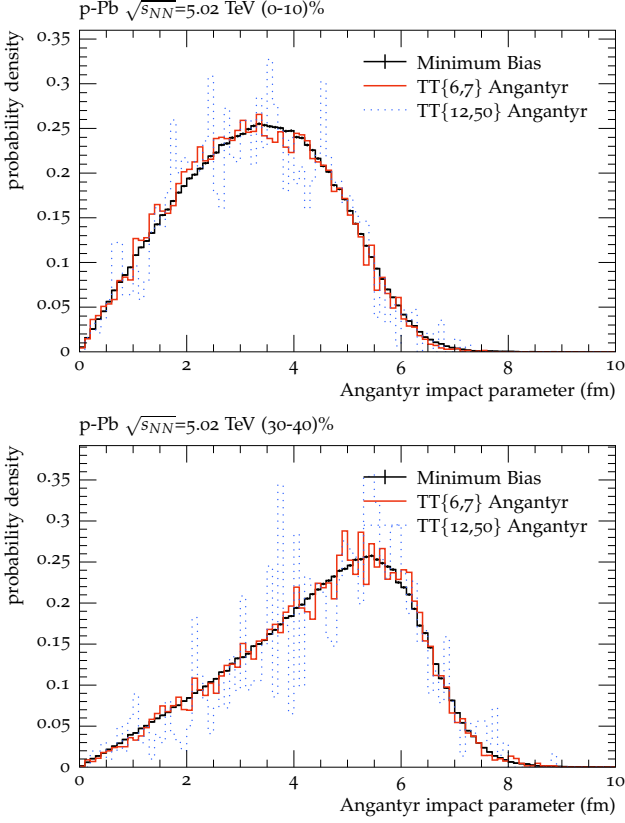 p-Pb √s_NN=5.02 TeV (0-10)%
probability density
0.35
0.3
0.25
0.2
0.15
0.1
0.05
0
Minimum Bias
TT{6,7} Angantyr
TT{12,50} Angantyr
0 2 4 6 8 10
Angantyr impact parameter (fm)
p-Pb √s_NN=5.02 TeV (30-40)%
probability density
0.35
0.3
0.25
0.2
0.15
0.1
0.05
0
Minimum Bias
TT{6,7} Angantyr
TT{12,50} Angantyr
0 2 4 6 8 10
Angantyr impact parameter (fm)